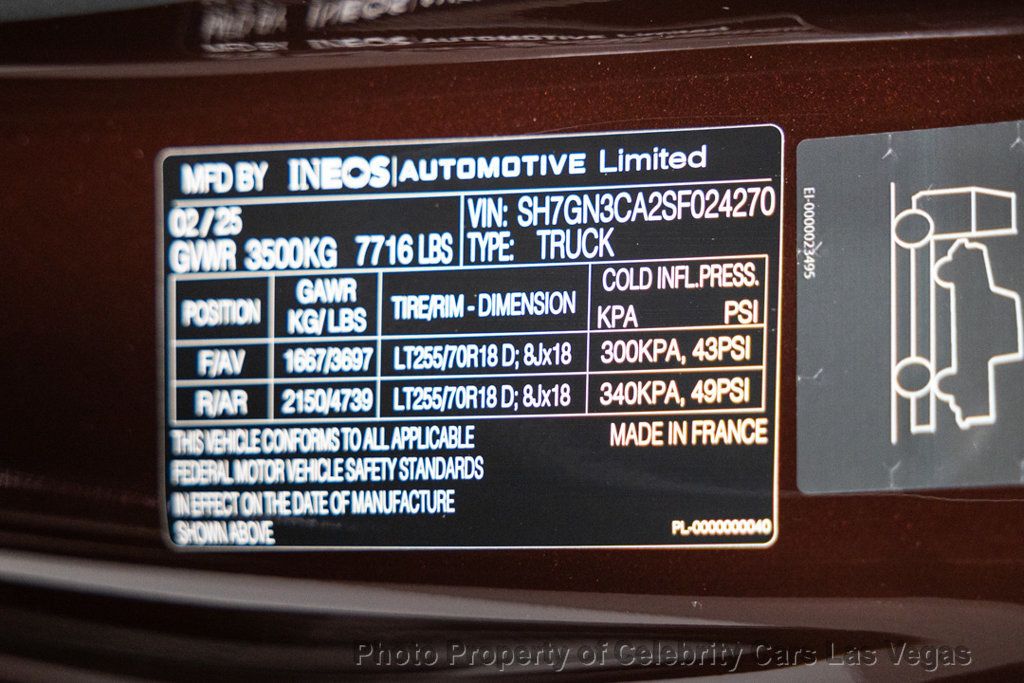 MFD BY INEOS | AUTOMOTIVE Limited
02/25
GVWR 3500KG 7716 LBS
VIN: SH7GN3CA2SF024270
TYPE: TRUCK
POSITION GAWR KG/LBS TIRE/RIM - DIMENSION COLD INFL.PRESS. KPA PSI
F/AV 1667/3697 LT255/70R18 D; 8Jx18 300KPA, 43PSI
R/AR 2150/4739 LT255/70R18 D; 8Jx18 340KPA, 49PSI
THIS VEHICLE CONFORMS TO ALL APPLICABLE
FEDERAL MOTOR VEHICLE SAFETY STANDARDS
IN EFFECT ON THE DATE OF MANUFACTURE
SHOWN ABOVE
MADE IN FRANCE
PL-0000000040
EI-0000023495
Photo Property of Celebrity Cars Las Vegas